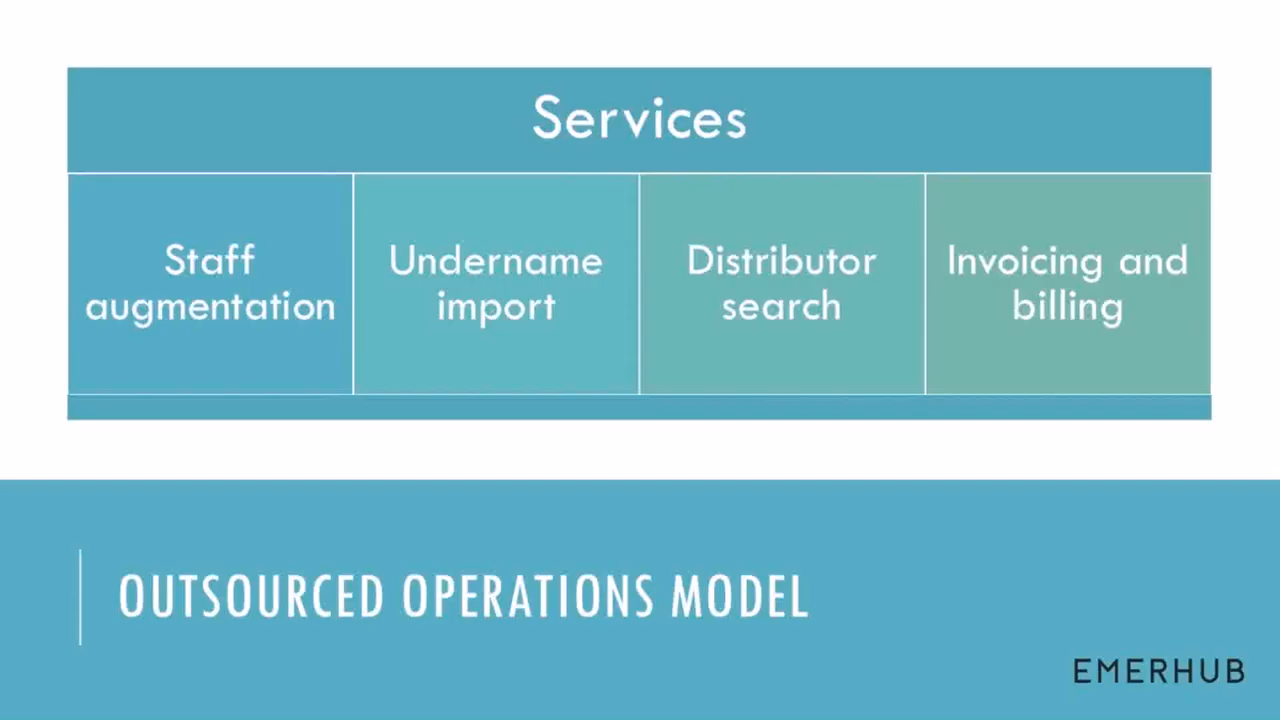 Services
Staff
augmentation
Undername
import
Distributor
search
Invoicing and
billing
OUTSOURCED OPERATIONS MODEL
EMERHUB